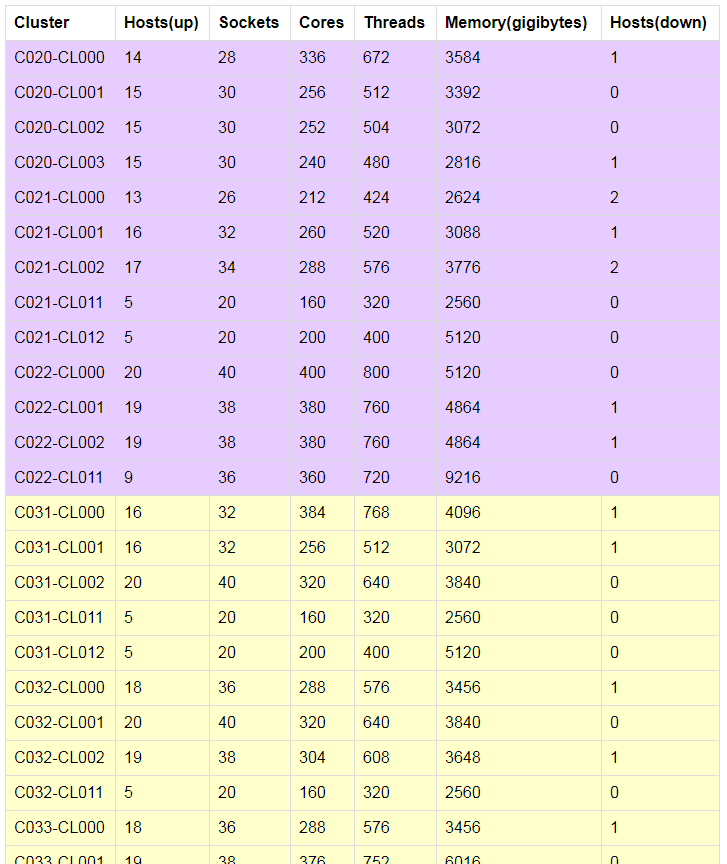 Cluster Hosts(up) Sockets Cores Threads Memory(gigibytes) Hosts(down)
C020-CL000 14 28 336 672 3584 1
C020-CL001 15 30 256 512 3392 0
C020-CL002 15 30 252 504 3072 0
C020-CL003 15 30 240 480 2816 1
C021-CL000 13 26 212 424 2624 2
C021-CL001 16 32 260 520 3088 1
C021-CL002 17 34 288 576 3776 2
C021-CL011 5 20 160 320 2560 0
C021-CL012 5 20 200 400 5120 0
C022-CL000 20 40 400 800 5120 0
C022-CL001 19 38 380 760 4864 1
C022-CL002 19 38 380 760 4864 1
C022-CL011 9 36 360 720 9216 0
C031-CL000 16 32 384 768 4096 1
C031-CL001 16 32 256 512 3072 1
C031-CL002 20 40 320 640 3840 0
C031-CL011 5 20 160 320 2560 0
C031-CL012 5 20 200 400 5120 0
C032-CL000 18 36 288 576 3456 1
C032-CL001 20 40 320 640 3840 0
C032-CL002 19 38 304 608 3648 1
C032-CL011 5 20 160 320 2560 0
C033-CL000 18 36 288 576 3456 1
C033-CL001 19 38 376 752 6016 0